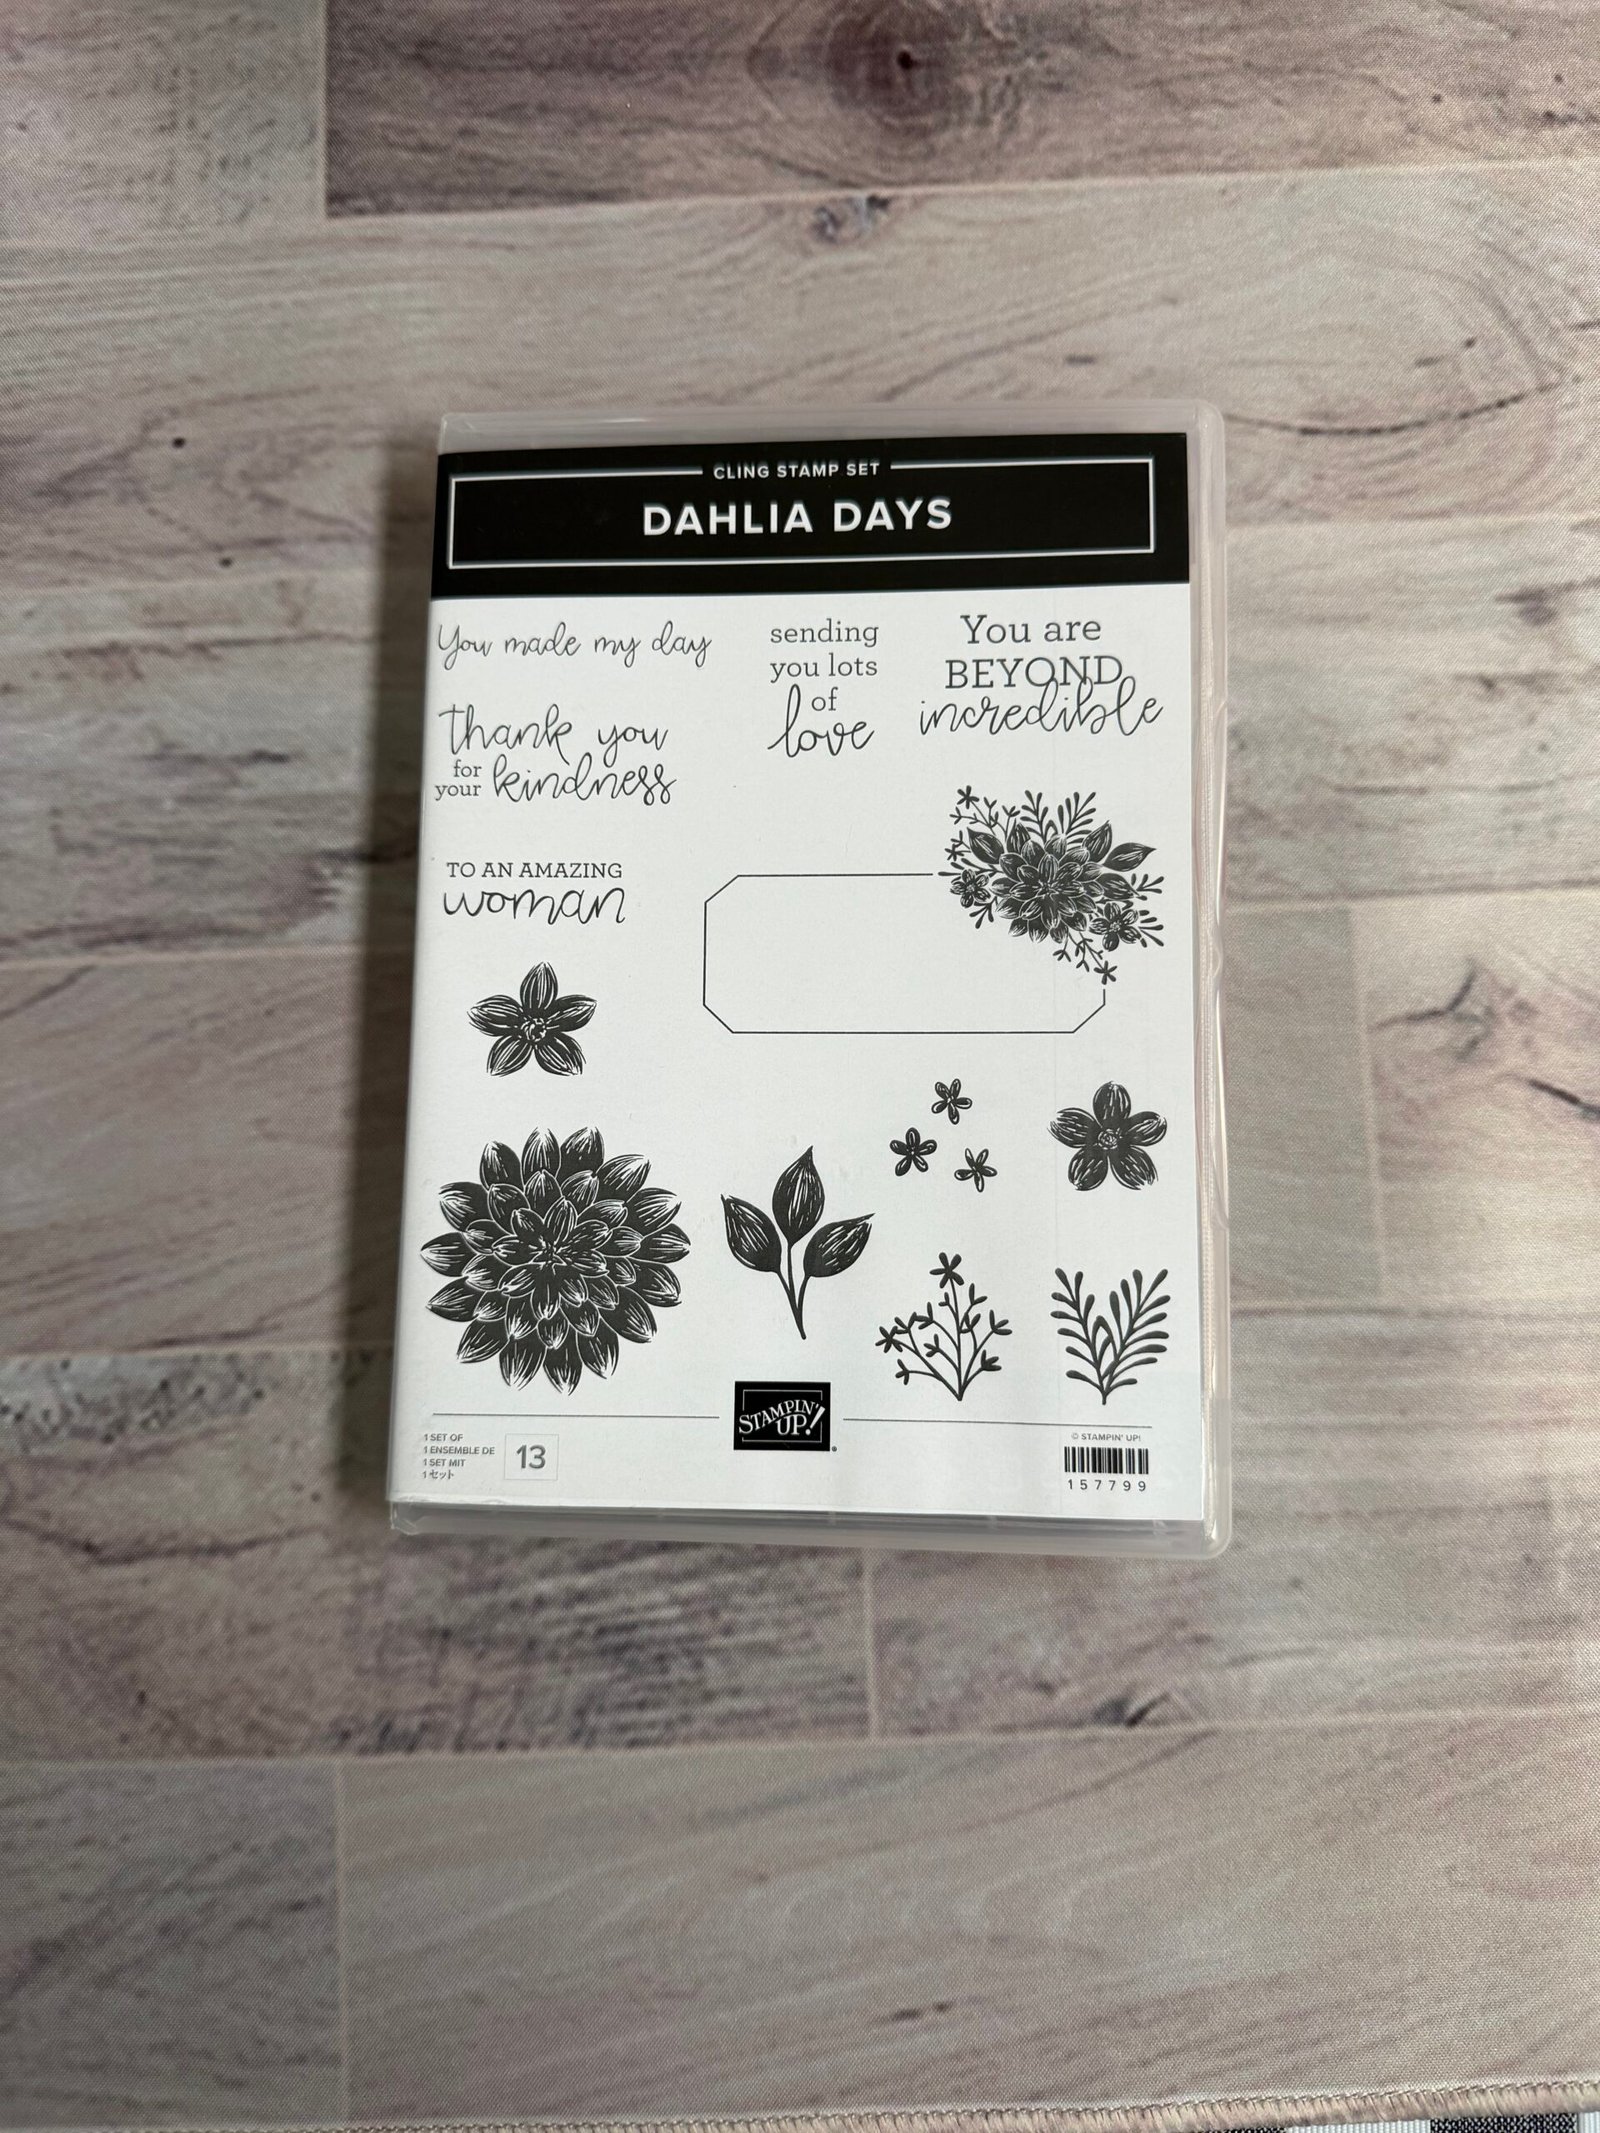 CLING STAMP SET
DAHLIA DAYS
You made my day
thank you
for
your kindness
TO AN AMAZING
woman
sending
you lots
of
love
You are
BEYOND
incredible
STAMPIN'
UP!
1 SET OF
1 ENSEMBLE DE
1 SET MIT
1 セット
13
© STAMPIN' UP!
157799